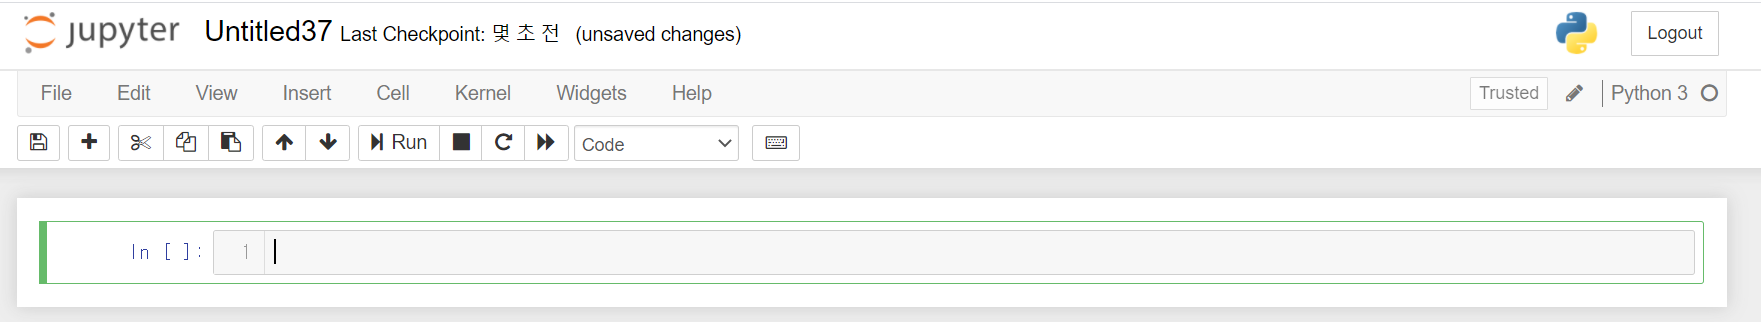 jupyter Untitled37 Last Checkpoint: 몇 초 전 (unsaved changes) Logout
File Edit View Insert Cell Kernel Widgets Help Trusted Python 3
Run Code
In [ ]: 1